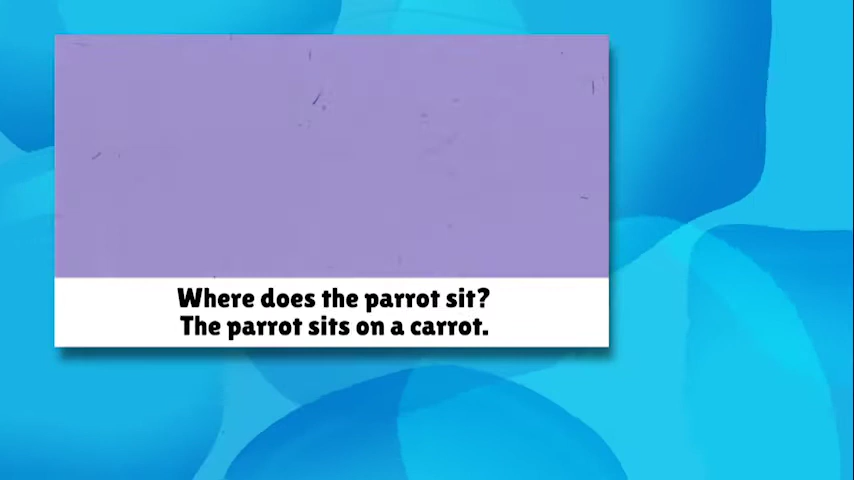 Where does the parrot sit?
The parrot sits on a carrot.